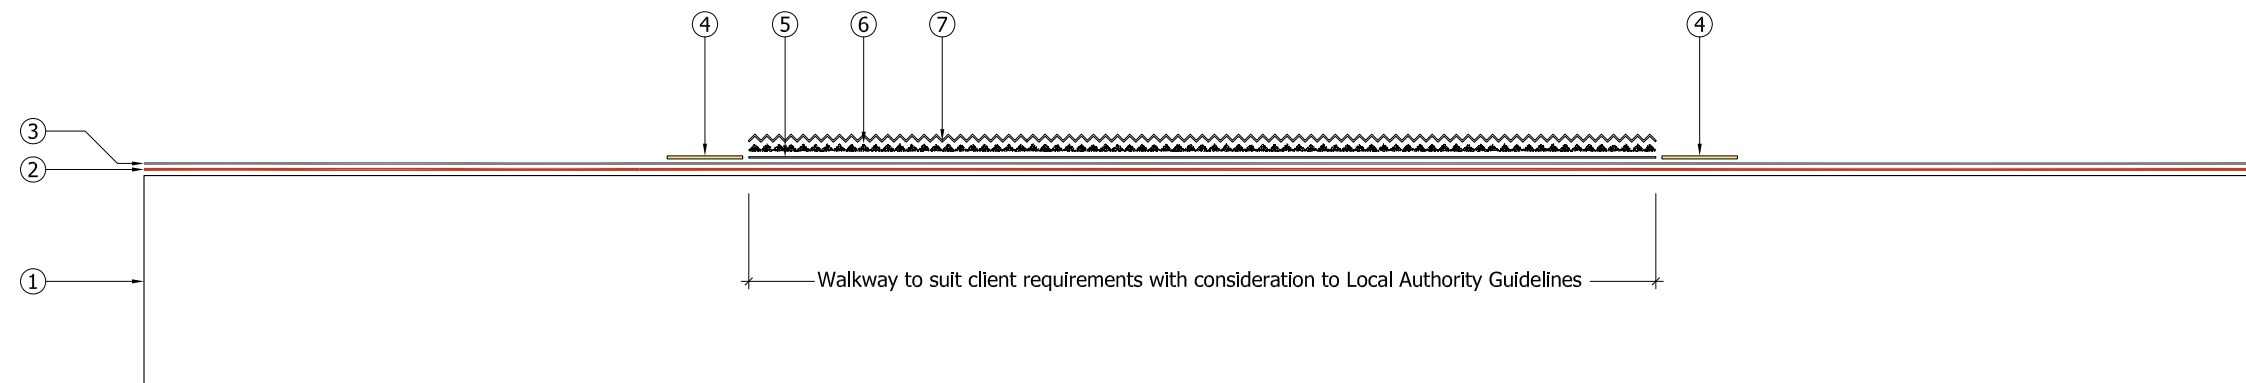 4 5 6 7 4
3
2
1 Walkway to suit client requirements with consideration to Local Authority Guidelines